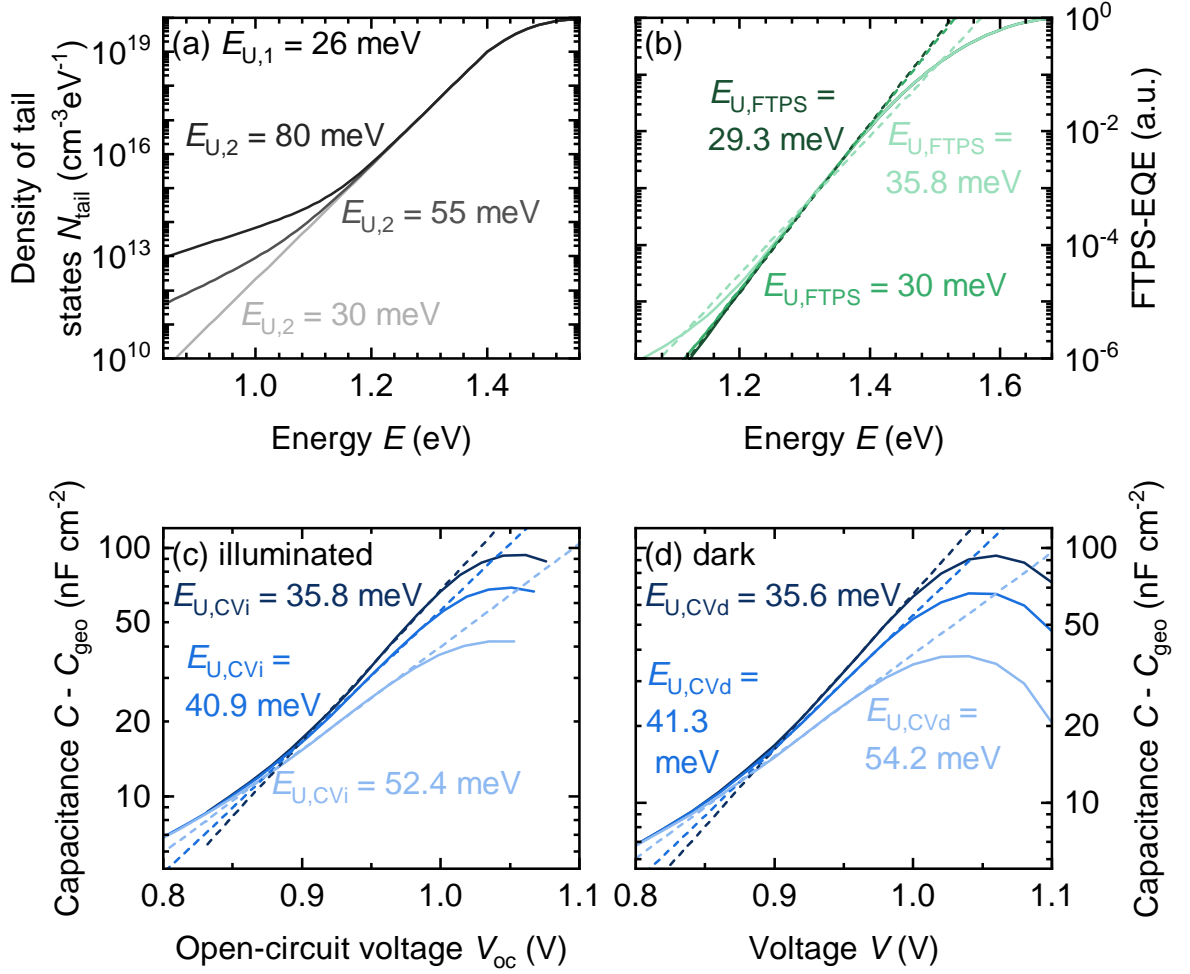 (a) E_U,1 = 26 meV
E_U,2 = 80 meV
E_U,2 = 55 meV
E_U,2 = 30 meV
10^19
10^16
10^13
10^10
Density of tail
states N_tail (cm^-3eV^-1)
1.0 1.2 1.4
Energy E (eV)
(b)
E_U,FTPS =
29.3 meV
E_U,FTPS =
35.8 meV
E_U,FTPS = 30 meV
10^0
10^-2
10^-4
10^-6
FTPS-EQE (a.u.)
1.2 1.4 1.6
Energy E (eV)
(c) illuminated
E_U,CVi = 35.8 meV
E_U,CVi =
40.9 meV
E_U,CVi = 52.4 meV
100
50
20
10
Capacitance C - C_geo (nF cm^-2)
0.8 0.9 1.0 1.1
Open-circuit voltage V_oc (V)
(d) dark
E_U,CVd = 35.6 meV
E_U,CVd =
41.3
meV
E_U,CVd =
54.2 meV
100
50
20
10
Capacitance C - C_geo (nF cm^-2)
0.8 0.9 1.0 1.1
Voltage V (V)